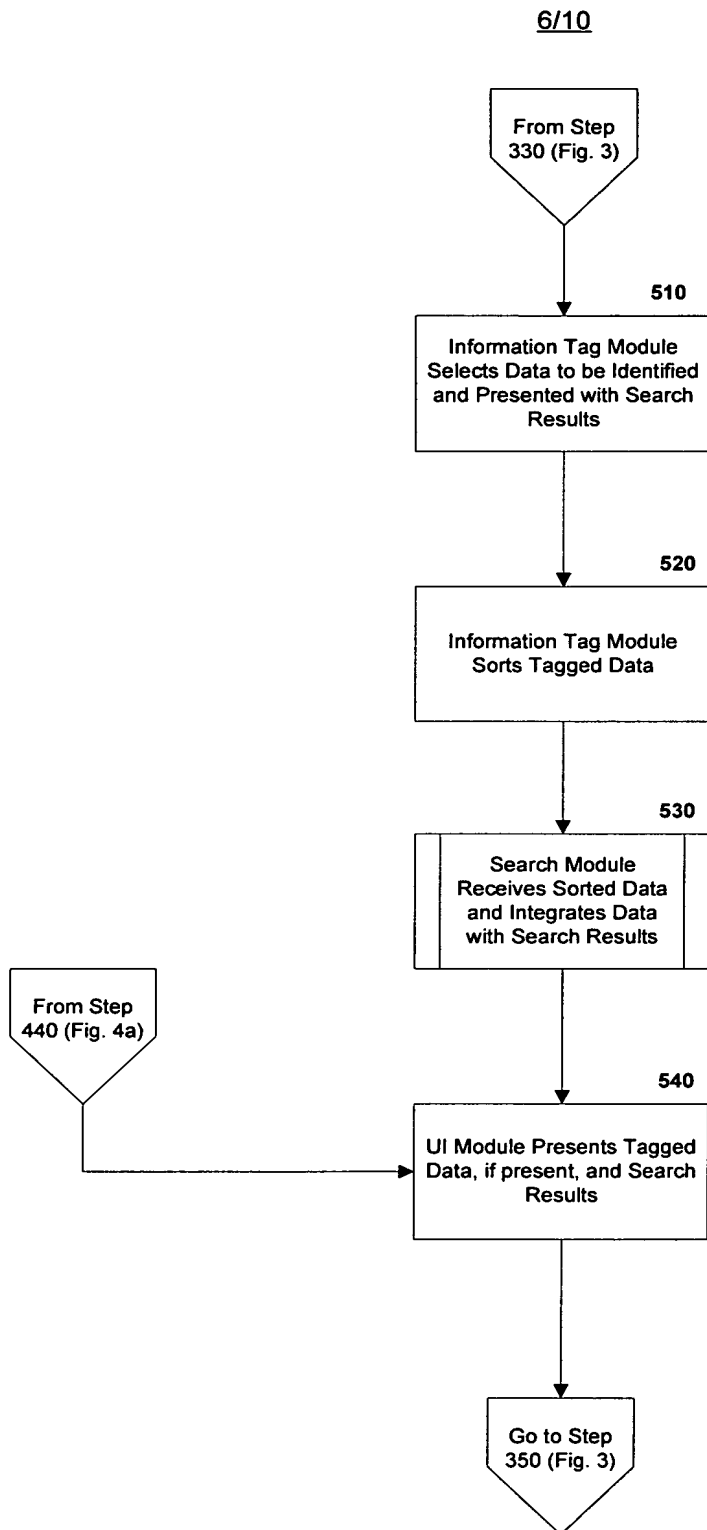 6/10
From Step
330 (Fig. 3)
510
Information Tag Module
Selects Data to be Identified
and Presented with Search
Results
520
Information Tag Module
Sorts Tagged Data
530
Search Module
Receives Sorted Data
and Integrates Data
with Search Results
From Step
440 (Fig. 4a)
540
UI Module Presents Tagged
Data, if present, and Search
Results
Go to Step
350 (Fig. 3)